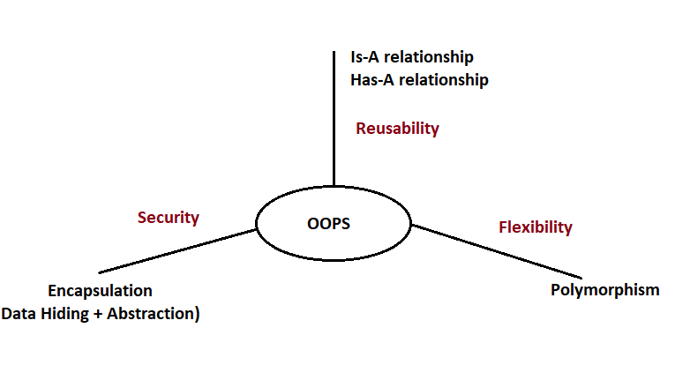 Is-A relationship
Has-A relationship
Reusability
Security
OOPS
Flexibility
Encapsulation
Data Hiding + Abstraction)
Polymorphism